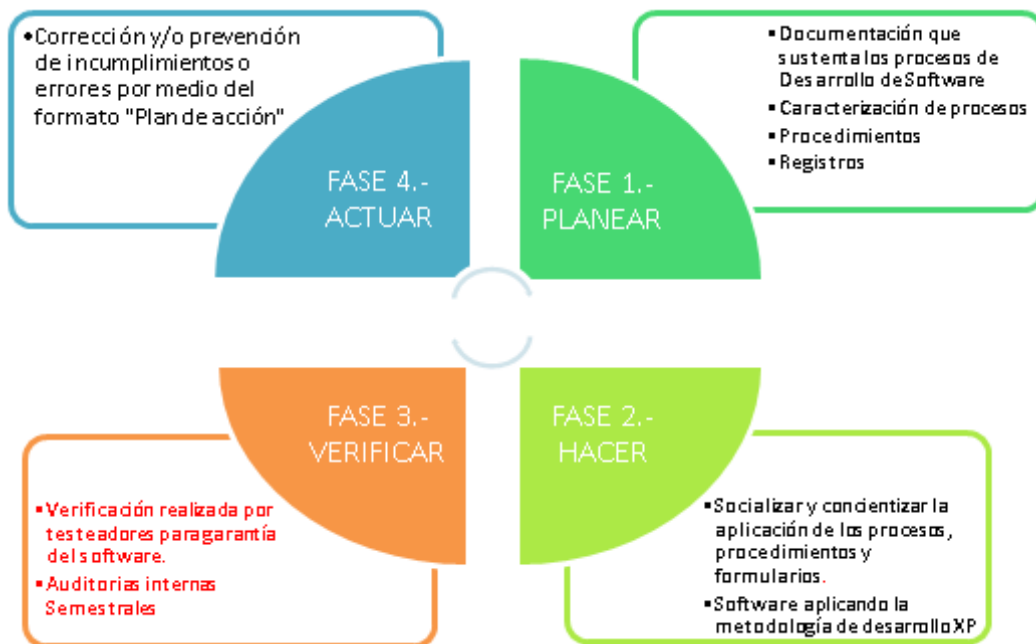 •Corrección y/o prevención
de incumplimientos o
errores por medio del
formato "Plan de acción"
FASE 4.-
ACTUAR
FASE 1.-
PLANEAR
▪Documentación que
sustenta los procesos de
Desarrollo de Software
▪Caracterización de procesos
▪Procedimientos
▪Registros
FASE 3.-
VERIFICAR
▪Verificación realizada por
testeadores para garantía
del software.
▪Auditorias internas
Semestrales
FASE 2.-
HACER
▪Socializar y concientizar la
aplicación de los procesos,
procedimientos y
formularios.
▪Software aplicando la
metodología de desarrollo XP